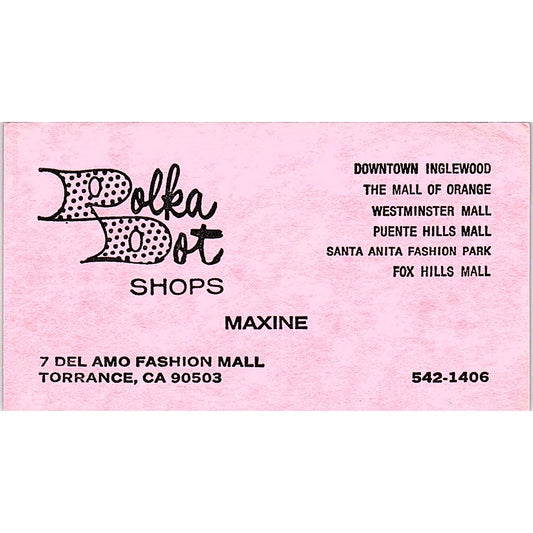 Polka
Dot
SHOPS
DOWNTOWN INGLEWOOD
THE MALL OF ORANGE
WESTMINSTER MALL
PUENTE HILLS MALL
SANTA ANITA FASHION PARK
FOX HILLS MALL
MAXINE
7 DEL AMO FASHION MALL
TORRANCE, CA 90503
542-1406